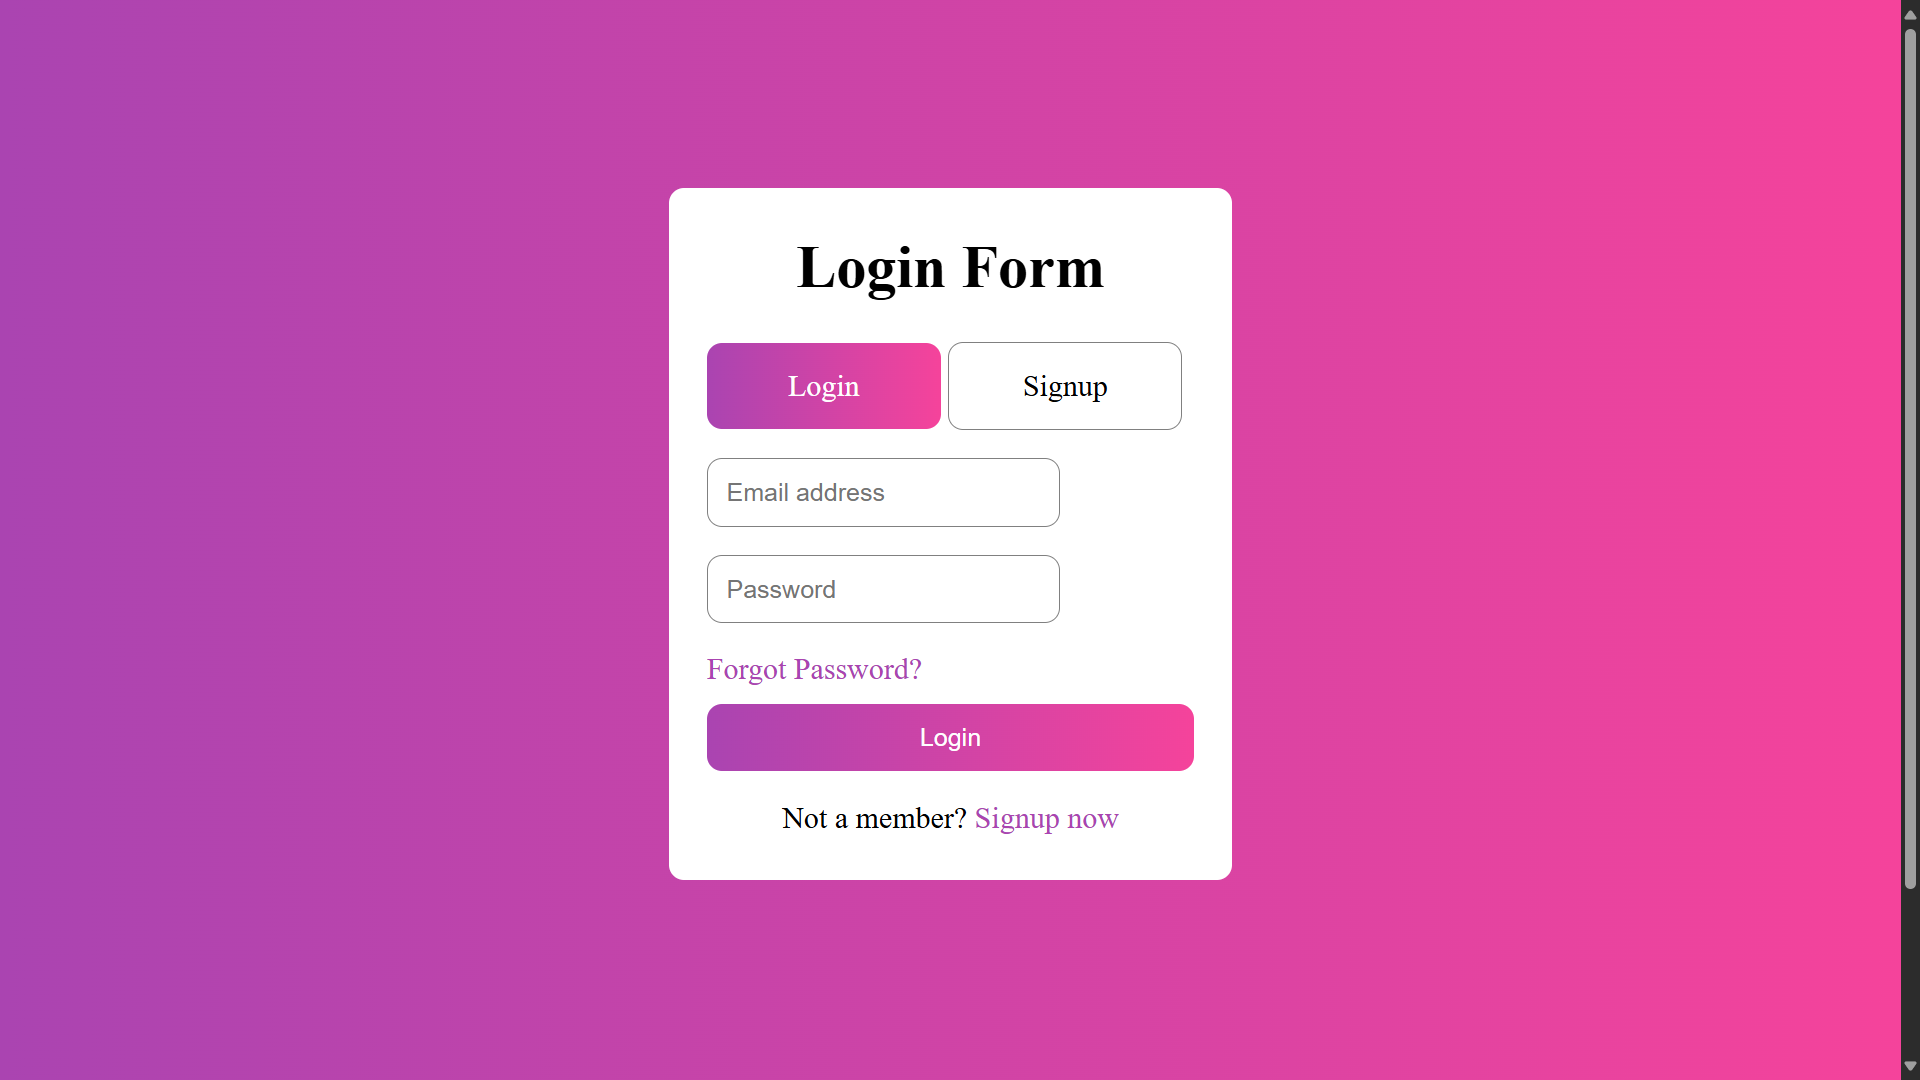 Login Form
Login Signup
Email address
Password
Forgot Password?
Login
Not a member? Signup now